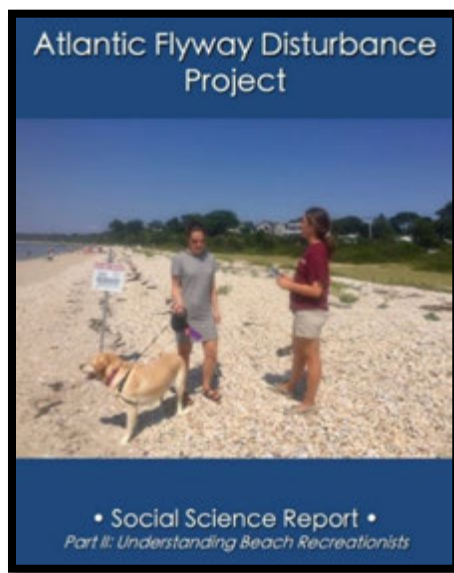 Atlantic Flyway Disturbance
Project
• Social Science Report •
Part II: Understanding Beach Recreationists